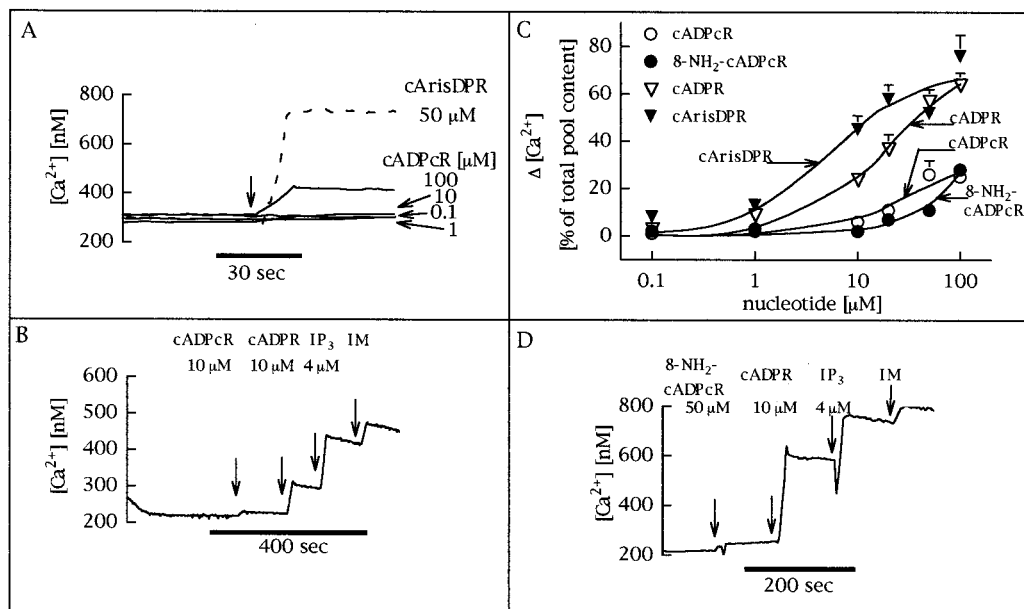 A
cArisDPR
50 μM
cADPcR [μM]
100
10
0.1
1
800
600
400
200
[Ca2+] [nM]
30 sec
C
cADPcR
8-NH2-cADPcR
cADPR
cArisDPR
80
60
40
20
0
Δ [Ca2+]
[% of total pool content]
cArisDPR
cADPR
cADPcR
8-NH2-
cADPcR
0.1
1
10
100
nucleotide [μM]
B
cADPcR cADPR IP3 IM
10 μM 10 μM 4 μM
600
500
400
300
200
[Ca2+] [nM]
400 sec
D
8-NH2-
cADPcR cADPR IP3 IM
50 μM 10 μM 4 μM
800
600
400
200
[Ca2+] [nM]
200 sec